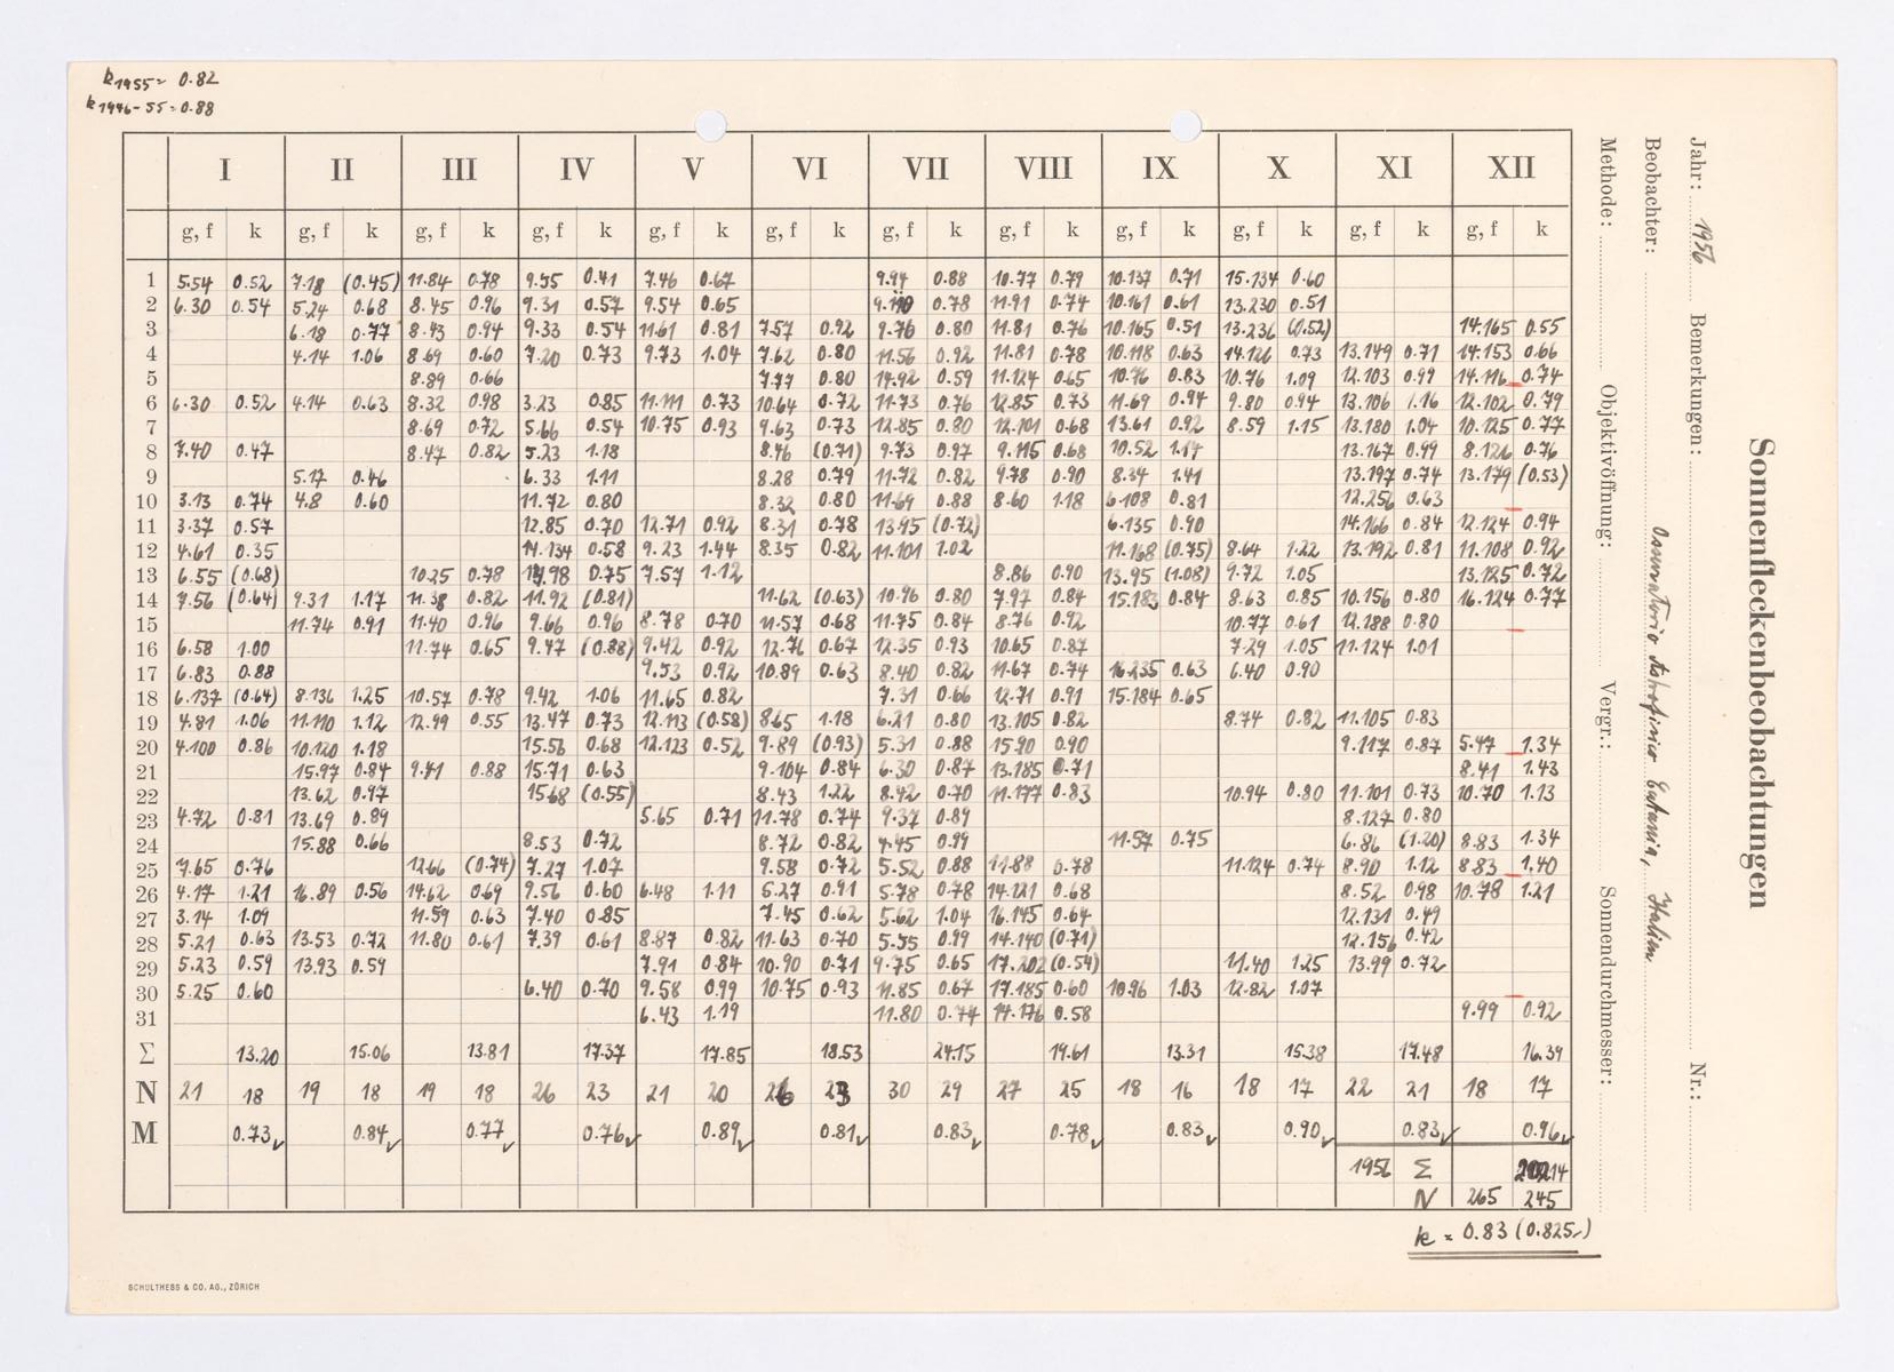 k1955= 0.82
k1946-55=0.88
I II III IV V VI VII VIII IX X XI XII
g, f k g, f k g, f k g, f k g, f k g, f k g, f k g, f k g, f k g, f k g, f k g, f k
1 5.54 0.52 7.18 (0.45) 11.84 0.78 9.55 0.41 7.46 0.67 9.94 0.88 10.77 0.79 10.137 0.71 15.134 0.60
2 6.30 0.54 5.24 0.68 8.45 0.96 9.31 0.57 9.54 0.65 0.78 11.91 0.74 10.161 0.61 13.230 0.51
3 6.18 0.77 8.43 0.94 9.33 0.54 11.61 0.81 7.57 0.92 9.76 0.80 11.81 0.76 10.165 0.51 13.236 (0.52) 14.165 0.55
4 4.14 1.06 8.69 0.60 7.20 0.73 9.73 1.04 7.62 0.80 11.56 0.92 11.81 0.78 10.118 0.63 14.126 0.73 13.149 0.71 14.153 0.66
5 8.89 0.66 7.77 0.80 14.92 0.59 11.124 0.65 10.76 0.83 10.76 1.09 12.103 0.99 14.116 0.74
6 6.30 0.52 4.14 0.63 8.32 0.98 3.23 0.85 11.111 0.73 10.64 0.72 11.73 0.76 12.85 0.73 11.69 0.94 9.80 0.94 13.106 1.16 12.102 0.79
7 8.69 0.72 5.66 0.54 10.75 0.93 9.63 0.73 12.85 0.80 12.101 0.68 13.61 0.92 8.59 1.15 13.180 1.04 10.125 0.77
8 7.40 0.47 8.47 0.82 5.23 1.18 8.46 (0.71) 9.73 0.97 9.115 0.68 10.52 1.17 13.167 0.99 8.126 0.76
9 5.17 0.46 6.33 1.11 8.28 0.79 11.72 0.82 9.78 0.90 8.34 1.41 13.197 0.74 13.179 (0.53)
10 3.13 0.74 4.8 0.60 11.72 0.80 8.32 0.80 11.69 0.88 8.60 1.18 6.108 0.81 12.256 0.63
11 3.37 0.57 12.85 0.70 12.71 0.92 8.31 0.78 13.95 (0.72) 6.135 0.90 14.166 0.84 12.124 0.94
12 4.61 0.35 14.134 0.58 9.23 1.44 8.35 0.82 11.101 1.02 11.168 (0.75) 8.64 1.22 13.192 0.81 11.108 0.92
13 6.55 (0.68) 10.25 0.78 0.75 7.57 1.12 8.86 0.90 13.95 (1.08) 9.72 1.05 13.125 0.72
14 7.56 (0.64) 9.31 1.17 11.38 0.82 11.92 (0.81) 11.62 (0.63) 10.96 0.80 7.97 0.84 15.183 0.84 8.63 0.85 10.156 0.80 16.124 0.77
15 11.74 0.91 11.40 0.96 9.66 0.96 8.78 0.70 11.57 0.68 11.75 0.84 8.76 0.92 10.77 0.61 12.188 0.80
16 6.58 1.00 11.74 0.65 9.47 (0.88) 9.42 0.92 12.76 0.67 12.35 0.93 10.65 0.87 7.29 1.05 11.124 1.01
17 6.83 0.88 9.53 0.92 10.89 0.63 8.40 0.82 11.67 0.74 16.235 0.63 6.40 0.90
18 6.137 (0.64) 8.136 1.25 10.57 0.78 9.42 1.06 11.65 0.82 7.31 0.66 12.71 0.91 15.184 0.65
19 4.81 1.06 11.110 1.12 12.99 0.55 13.47 0.73 12.113 (0.58) 8.65 1.18 6.21 0.80 13.105 0.82 8.74 0.82 11.105 0.83
20 4.100 0.86 10.120 1.18 15.56 0.68 12.123 0.52 9.89 (0.93) 5.31 0.88 15.90 0.90 9.117 0.87 5.47 1.34
21 15.97 0.84 9.41 0.88 15.71 0.63 9.104 0.84 6.30 0.87 13.185 0.71 8.41 1.43
22 13.62 0.97 15.68 (0.55) 8.43 1.22 8.42 0.70 11.177 0.83 10.94 0.80 11.101 0.73 10.70 1.13
23 4.72 0.81 13.69 0.89 5.65 0.71 11.78 0.74 9.37 0.89 8.127 0.80
24 15.88 0.66 8.53 0.72 8.72 0.82 4.45 0.99 11.57 0.75 6.86 (1.20) 8.83 1.34
25 7.65 0.76 12.66 (0.74) 7.27 1.07 9.58 0.72 5.52 0.88 11.88 0.78 11.124 0.74 8.90 1.12 8.83 1.40
26 4.17 1.21 16.89 0.56 14.62 0.69 9.56 0.60 6.48 1.11 6.27 0.91 5.78 0.78 14.121 0.68 8.52 0.98 10.78 1.21
27 3.14 1.09 11.59 0.63 7.40 0.85 7.45 0.62 5.62 1.04 16.145 0.64 12.131 0.49
28 5.21 0.63 13.53 0.72 11.80 0.61 7.39 0.61 8.87 0.82 11.63 0.70 5.55 0.99 14.140 (0.71) 12.156 0.42
29 5.23 0.59 13.93 0.59 7.91 0.84 10.90 0.71 9.75 0.65 17.202 (0.54) 11.40 1.25 13.99 0.72
30 5.25 0.60 6.40 0.70 9.58 0.99 10.75 0.93 11.85 0.67 17.185 0.60 10.96 1.03 12.82 1.07
31 6.43 1.19 11.80 0.74 14.176 0.58 9.99 0.92
Σ 13.20 15.06 13.81 17.37 17.85 18.53 24.15 19.61 13.31 15.38 17.48 16.39
N 21 18 19 18 19 18 26 23 21 20 26 23 30 29 27 25 18 16 18 17 22 21 18 17
M 0.73 0.84 0.77 0.76 0.89 0.81 0.83 0.78 0.83 0.90 0.83 0.96
1956 Σ
N 265 245
k = 0.83 (0.825)
SCHULTHESS & CO. AG., ZÜRICH
Sonnenfleckenbeobachtungen
Jahr: 1956 Bemerkungen: Nr.:
Beobachter: Osservatorio Astrofisico Catania, Italien
Methode: Objektivöffnung: Vergr.: Sonnendurchmesser: